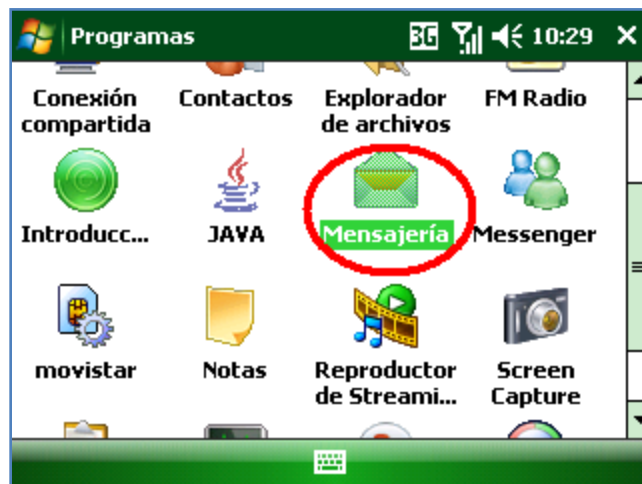 Programas 3G 10:29
Conexión compartida
Contactos
Explorador de archivos
FM Radio
Introducc...
JAVA
Mensajería
Messenger
movistar
Notas
Reproductor de Streami...
Screen Capture